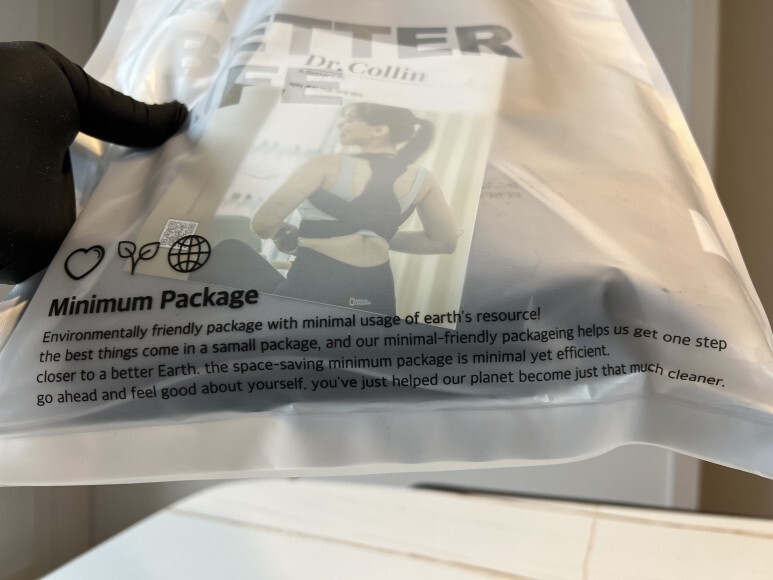 BETTER
Dr. Collin
Minimum Package
Environmentally friendly package with minimal usage of earth's resource!
the best things come in a samall package, and our minimal-friendly packageing helps us get one step
closer to a better Earth. the space-saving minimum package is minimal yet efficient.
go ahead and feel good about yourself. you've just helped our planet become just that much cleaner.